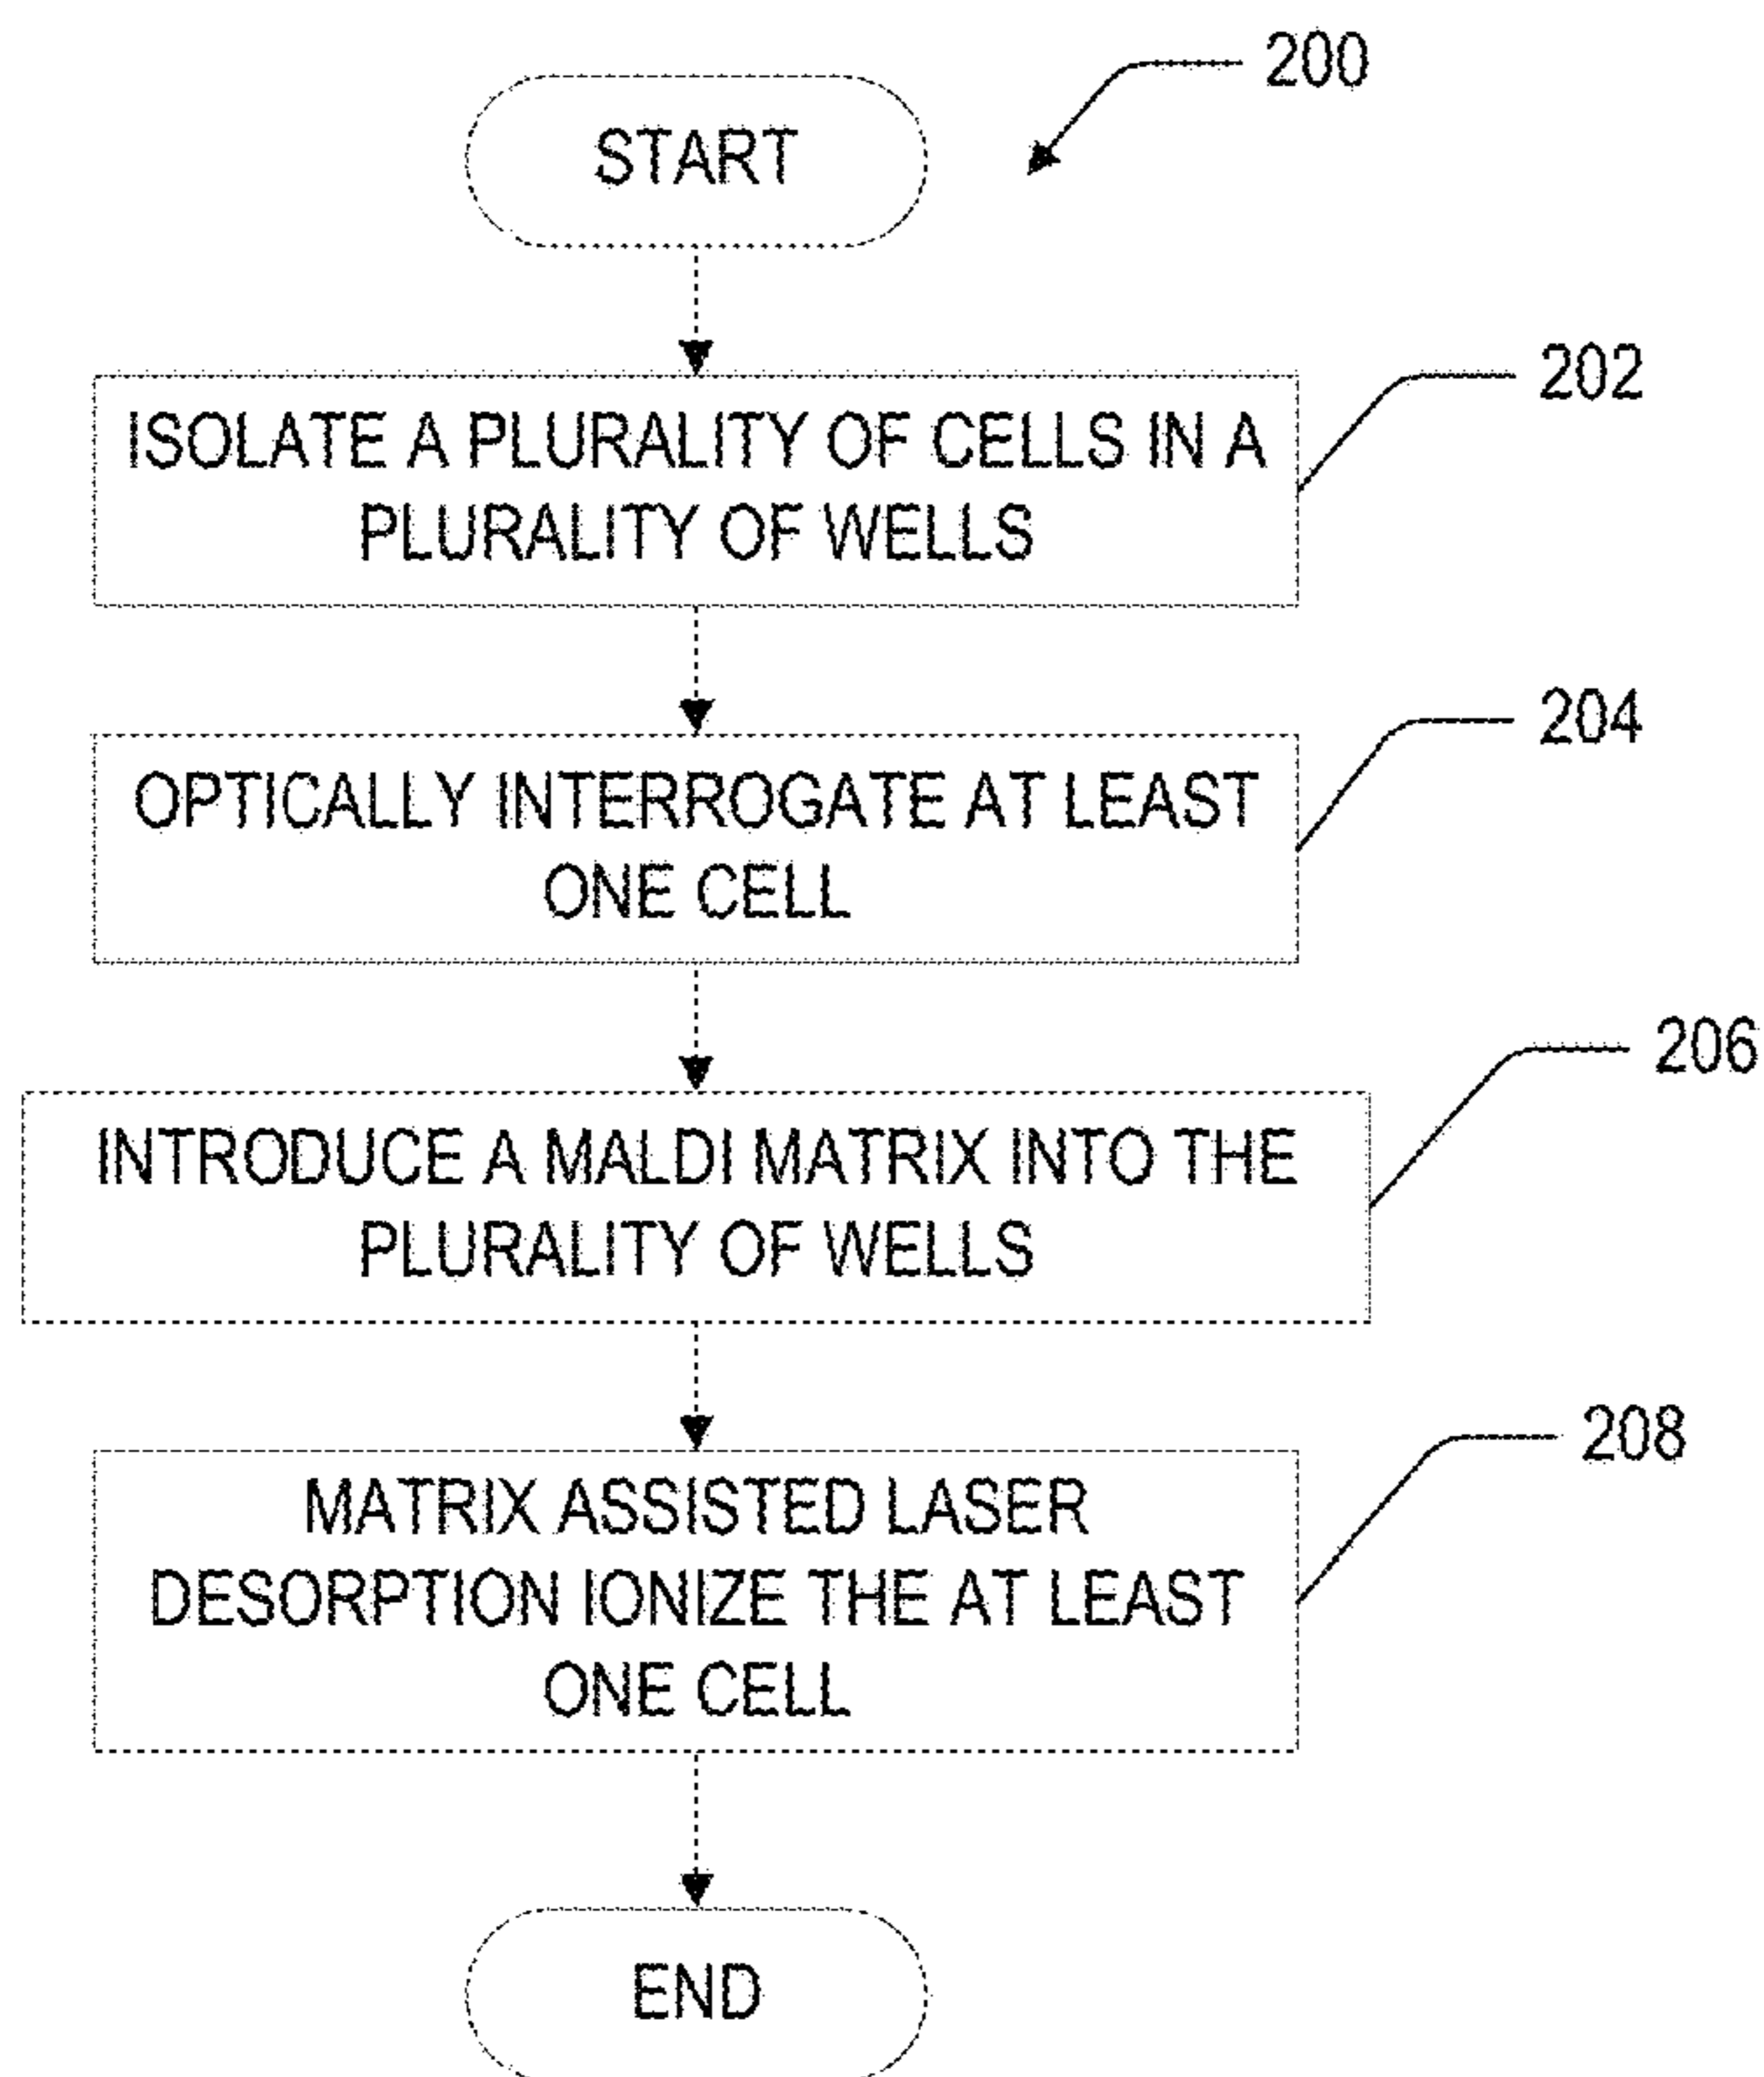 200
START
202
ISOLATE A PLURALITY OF CELLS IN A
PLURALITY OF WELLS
204
OPTICALLY INTERROGATE AT LEAST
ONE CELL
206
INTRODUCE A MALDI MATRIX INTO THE
PLURALITY OF WELLS
208
MATRIX ASSISTED LASER
DESORPTION IONIZE THE AT LEAST
ONE CELL
END